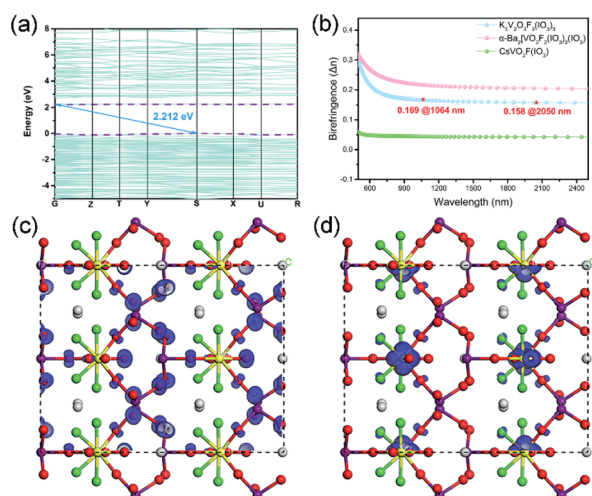 (a)
8
6
4
2
0
-2
-4
Energy (eV)
2.212 eV
G Z T Y S X U R
(b)
0.4
0.3
0.2
0.1
0.0
-0.1
Birefringence (Δn)
K₃V₂O₃F₄(IO₃)₃
α-Ba₂[VO₂F₂(IO₃)₂](IO₃)
CsVO₂F(IO₃)
0.169 @1064 nm
0.158 @2050 nm
600 900 1200 1500 1800 2100 2400
Wavelength (nm)
(c)
(d)